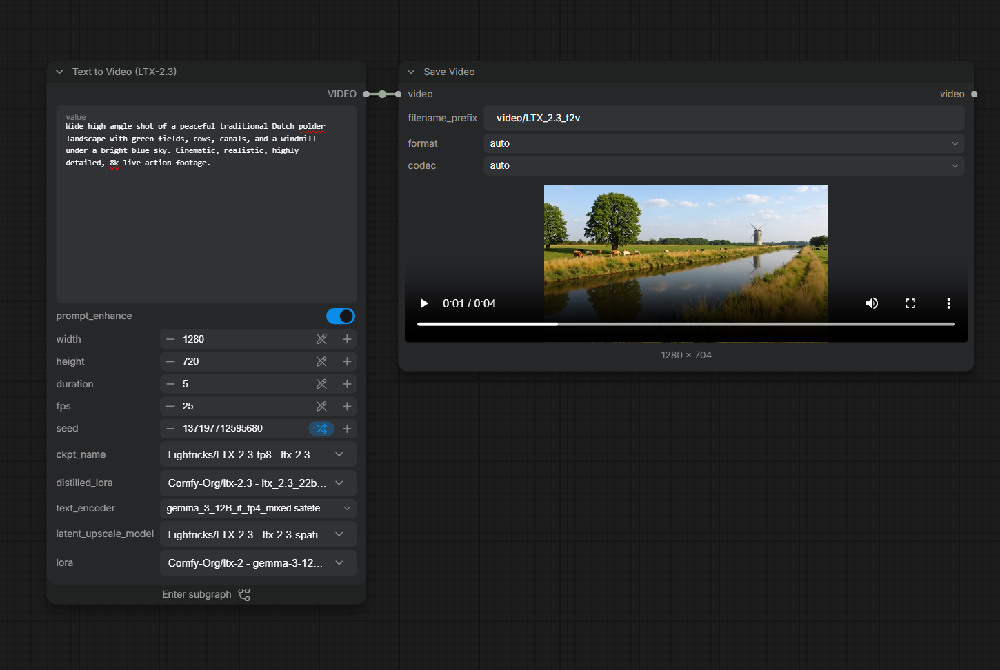 Text to Video (LTX-2.3)
VIDEO
value
Wide high angle shot of a peaceful traditional Dutch polder
landscape with green fields, cows, canals, and a windmill
under a bright blue sky. Cinematic, realistic, highly
detailed, 8k live-action footage.
prompt_enhance
width 1280
height 720
duration 5
fps 25
seed 137197712595680
ckpt_name Lightricks/LTX-2.3-fp8 - ltx-2.3-...
distilled_lora Comfy-Org/ltx-2.3 - ltx_2.3_22b...
text_encoder gemma_3_12B_it_fp4_mixed.safete...
latent_upscale_model Lightricks/LTX-2.3 - ltx-2.3-spati...
lora Comfy-Org/ltx-2 - gemma-3-12...
Enter subgraph
Save Video
video video
filename_prefix video/LTX_2.3_t2v
format auto
codec auto
0:01 / 0:04
1280 × 704